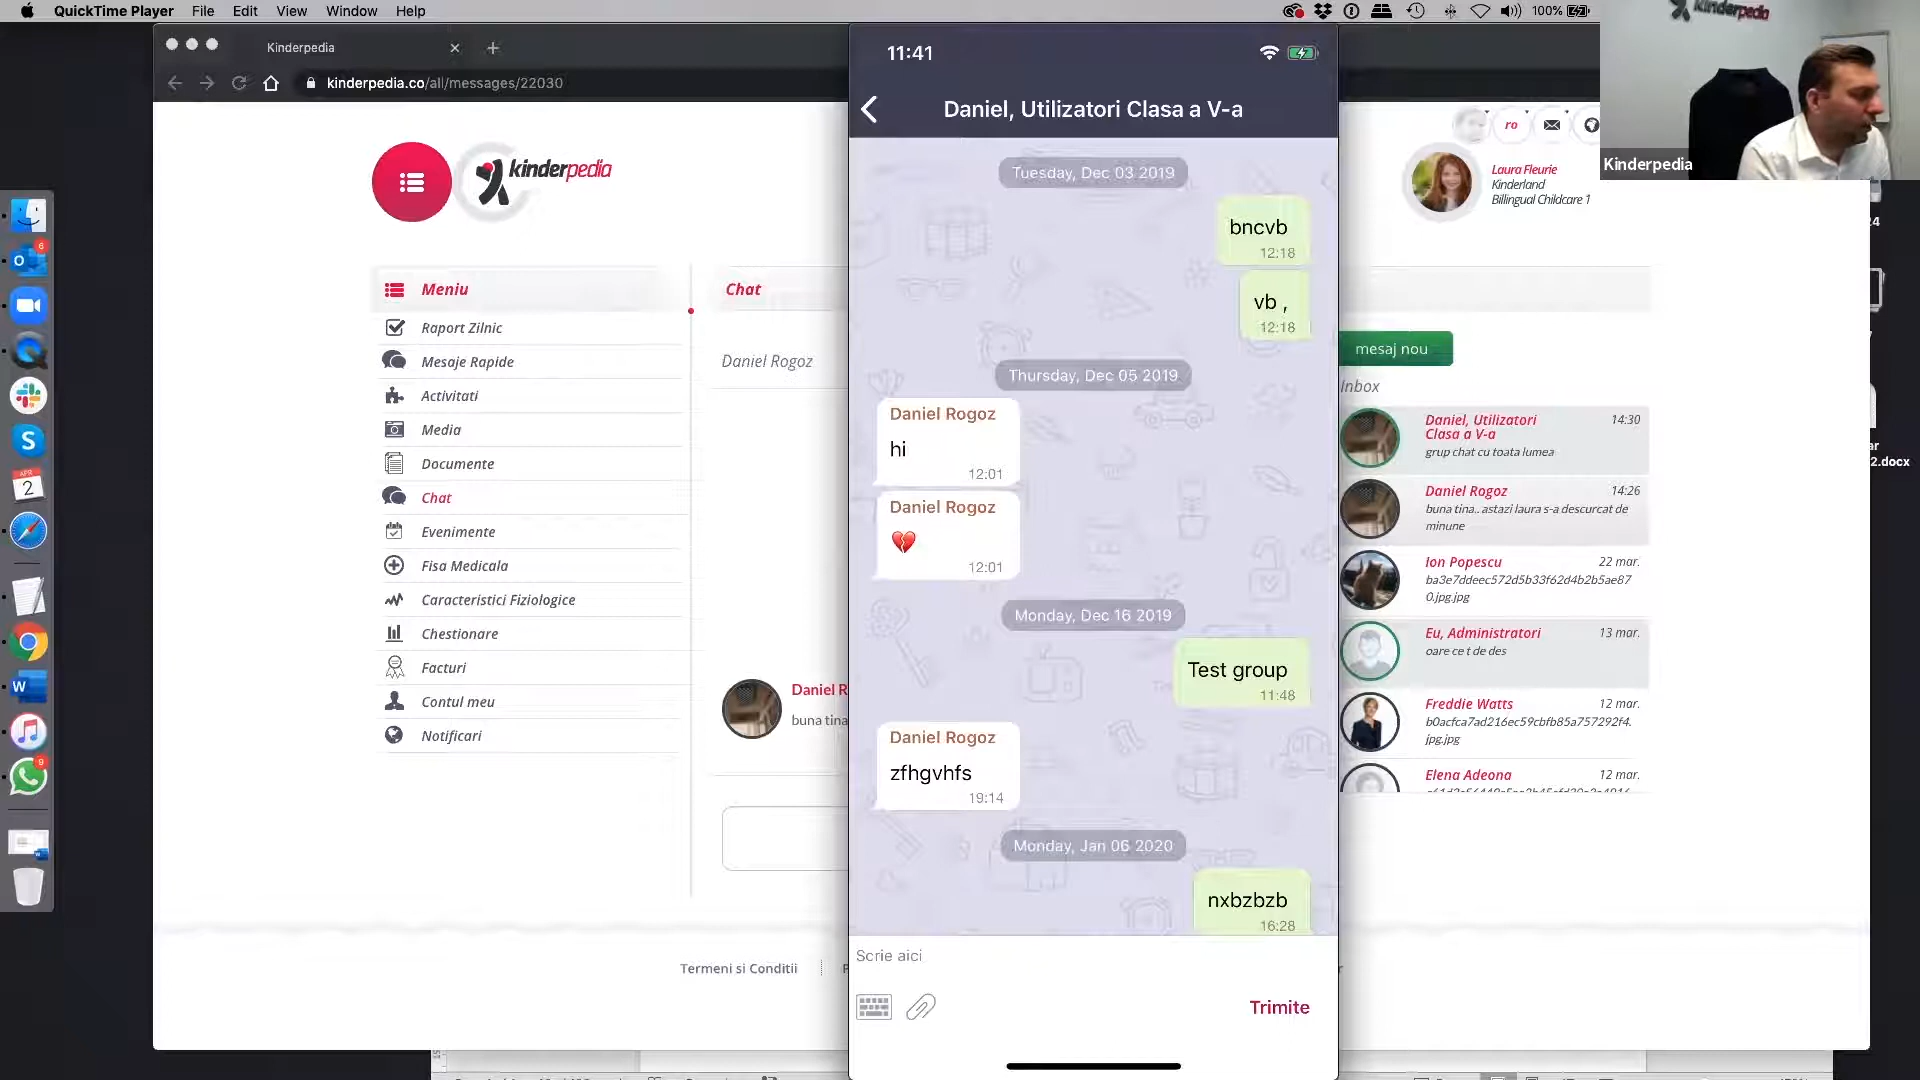 QuickTime Player File Edit View Window Help
100%
Kinderpedia
kinderpedia.co/all/messages/22030
kinderpedia
Meniu
Raport Zilnic
Mesaje Rapide
Activitati
Media
Documente
Chat
Evenimente
Fisa Medicala
Caracteristici Fiziologice
Chestionare
Facturi
Contul meu
Notificari
Chat
Daniel Rogoz
Daniel R
buna tina
Termeni si Conditii
11:41
Daniel, Utilizatori Clasa a V-a
Tuesday, Dec 03 2019
bncvb
12:18
vb ,
12:18
Thursday, Dec 05 2019
Daniel Rogoz
hi
12:01
Daniel Rogoz
💔
12:01
Monday, Dec 16 2019
Test group
11:48
Daniel Rogoz
zfhgvhfs
19:14
Monday, Jan 06 2020
nxbzbzb
16:28
Scrie aici
Trimite
ro
Laura Fleurie
Kinderland
Billingual Childcare 1
kinderpedia
Kinderpedia
mesaj nou
Inbox
Daniel, Utilizatori
Clasa a V-a
14:30
grup chat cu toata lumea
Daniel Rogoz
14:26
buna tina.. astazi laura s-a descurcat de
minune
Ion Popescu
22 mar.
ba3e7ddeec572d5b33f62d4b2b5ae87
0.jpg.jpg
Eu, Administratori
13 mar.
oare ce t de des
Freddie Watts
12 mar.
b0acfca7ad216ec59cbfb85a757292f4.
jpg.jpg
Elena Adeona
12 mar.
2.docx
6
APR
2
9